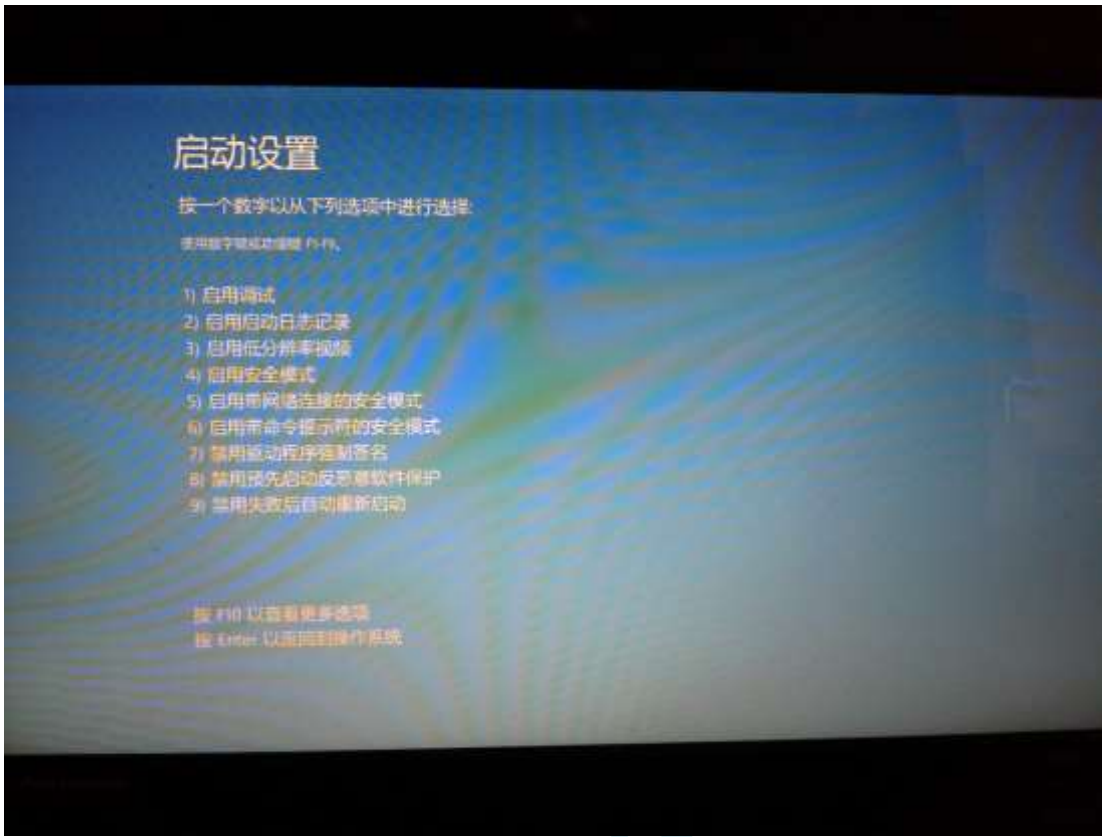 启动设置
按一个数字以从下列选项中进行选择:
使用数字键或功能键 F1-F9。
1) 启用调试
2) 启用启动日志记录
3) 启用低分辨率视频
4) 启用安全模式
5) 启用带网络连接的安全模式
6) 启用带命令提示符的安全模式
7) 禁用驱动程序强制签名
8) 禁用预先启动反恶意软件保护
9) 禁用失败后自动重新启动
按 F10 以查看更多选项
按 Enter 以返回到操作系统